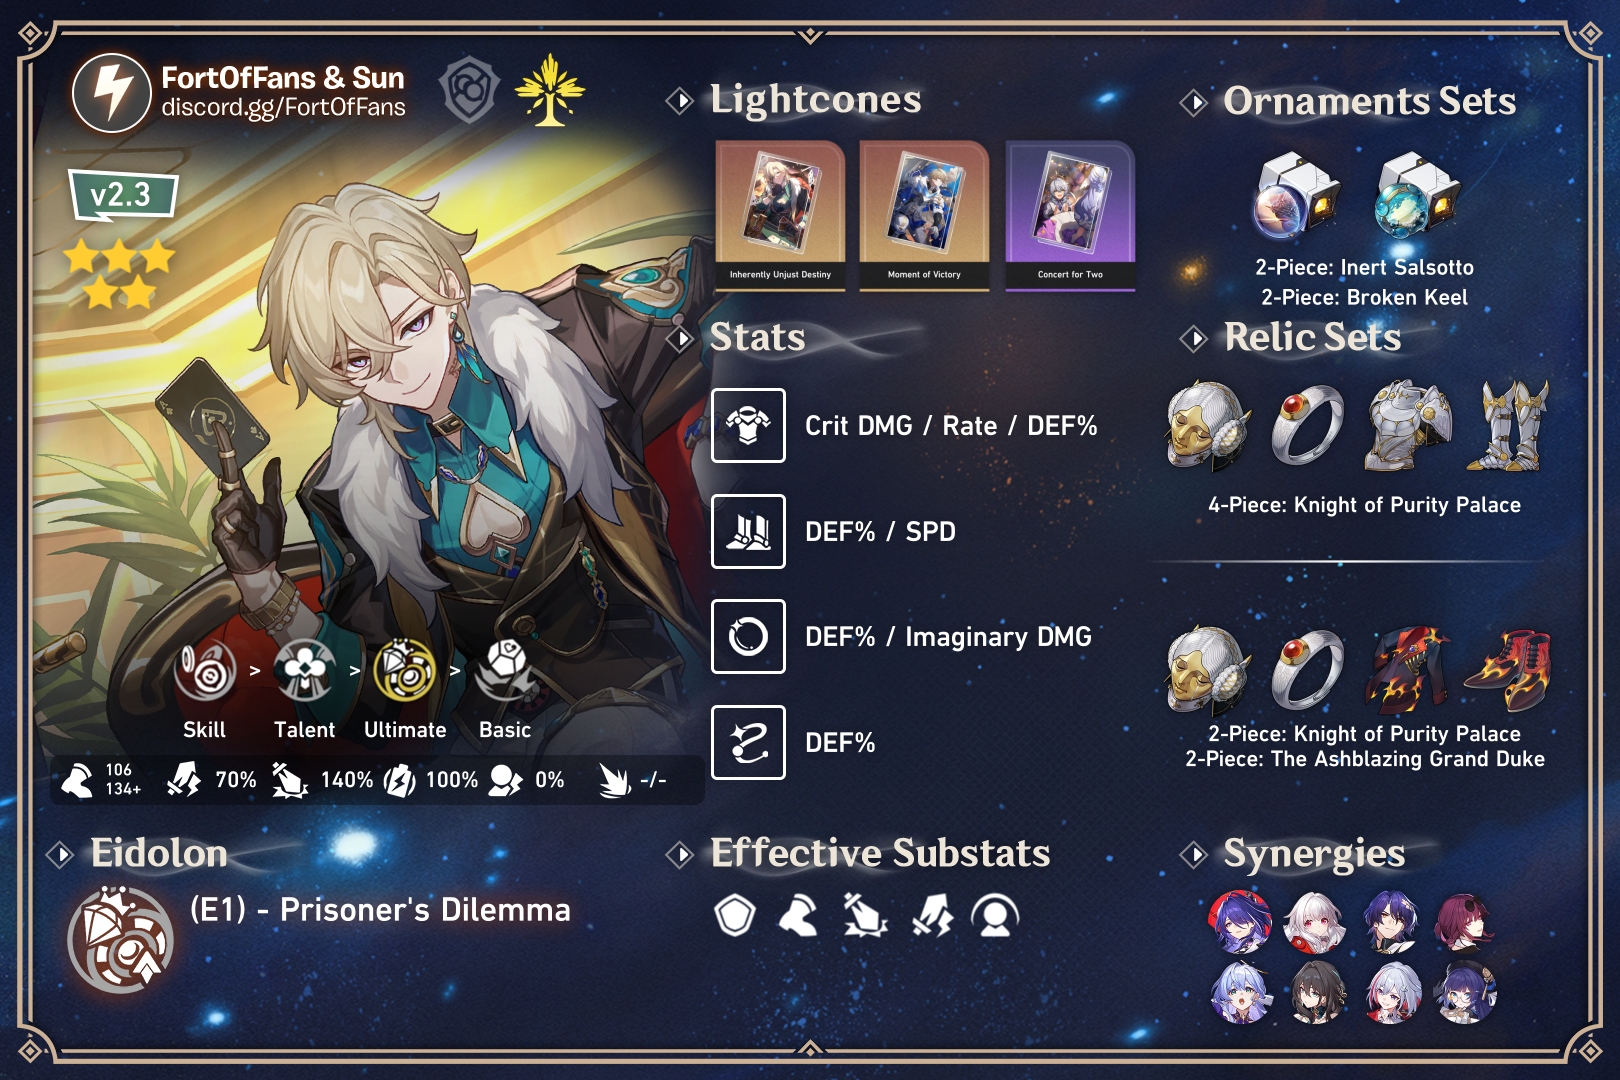 FortOfFans & Sun
discord.gg/FortOfFans
v2.3
Skill > Talent > Ultimate > Basic
106
134+
70%
140%
100%
0%
-/-
Eidolon
(E1) - Prisoner's Dilemma
Lightcones
Inherently Unjust Destiny
Moment of Victory
Concert for Two
Stats
Crit DMG / Rate / DEF%
DEF% / SPD
DEF% / Imaginary DMG
DEF%
Effective Substats
Ornaments Sets
2-Piece: Inert Salsotto
2-Piece: Broken Keel
Relic Sets
4-Piece: Knight of Purity Palace
2-Piece: Knight of Purity Palace
2-Piece: The Ashblazing Grand Duke
Synergies